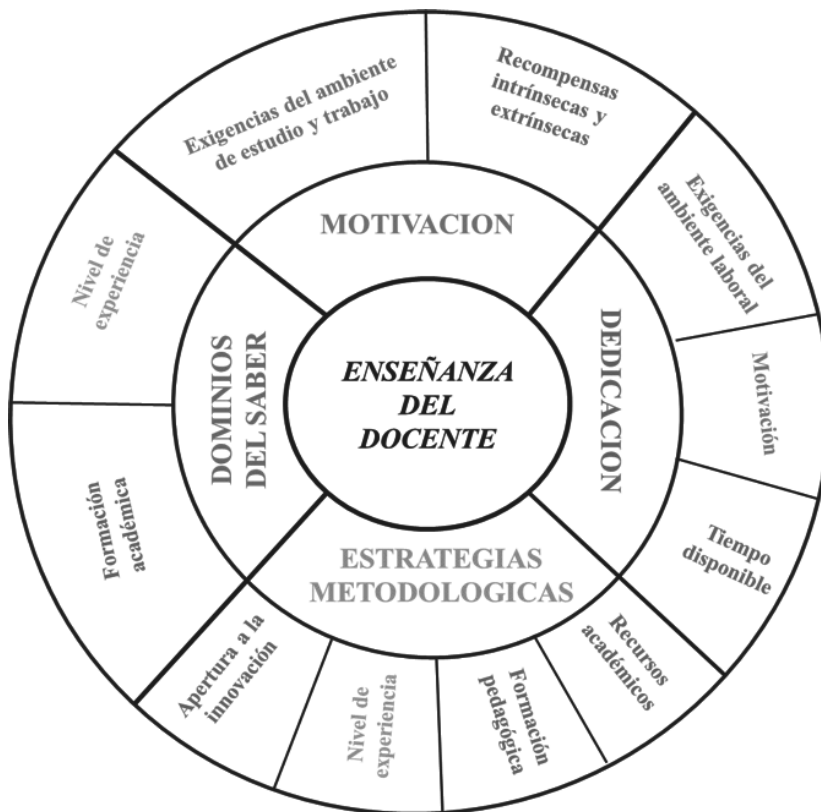 Exigencias del ambiente
de estudio y trabajo
Recompensas
intrínsecas y
extrínsecas
MOTIVACION
Exigencias del
ambiente laboral
Motivación
Tiempo
disponible
DEDICACION
Nivel de
experiencia
Formación
académica
DOMINIOS
DEL SABER
ENSEÑANZA
DEL
DOCENTE
ESTRATEGIAS
METODOLOGICAS
Apertura a la
innovación
Nivel de
experiencia
Formación
pedagógica
Recursos
académicos